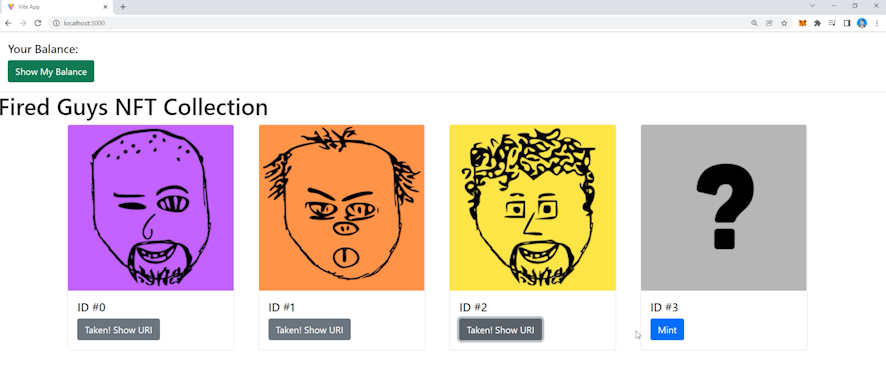 Vite App
localhost:3000
Your Balance:
Show My Balance
Fired Guys NFT Collection
?
ID #0
ID #1
ID #2
ID #3
Taken! Show URI
Taken! Show URI
Taken! Show URI
Mint